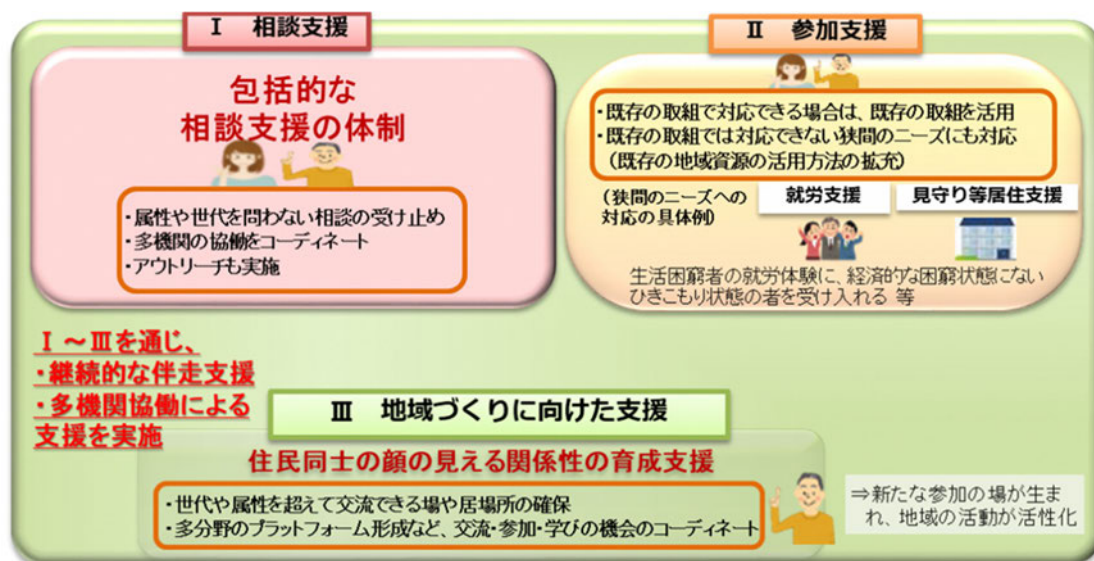 Ⅰ 相談支援
包括的な
相談支援の体制
・属性や世代を問わない相談の受け止め
・多機関の協働をコーディネート
・アウトリーチも実施
Ⅱ 参加支援
・既存の取組で対応できる場合は、既存の取組を活用
・既存の取組では対応できない狭間のニーズにも対応
（既存の地域資源の活用方法の拡充）
（狭間のニーズへの
対応の具体例）
就労支援
見守り等居住支援
生活困窮者の就労体験に、経済的な困窮状態にない
ひきこもり状態の者を受け入れる 等
Ⅰ～Ⅲを通じ、
・継続的な伴走支援
・多機関協働による
支援を実施
Ⅲ 地域づくりに向けた支援
住民同士の顔の見える関係性の育成支援
・世代や属性を超えて交流できる場や居場所の確保
・多分野のプラットフォーム形成など、交流・参加・学びの機会のコーディネート
⇒新たな参加の場が生ま
れ、地域の活動が活性化